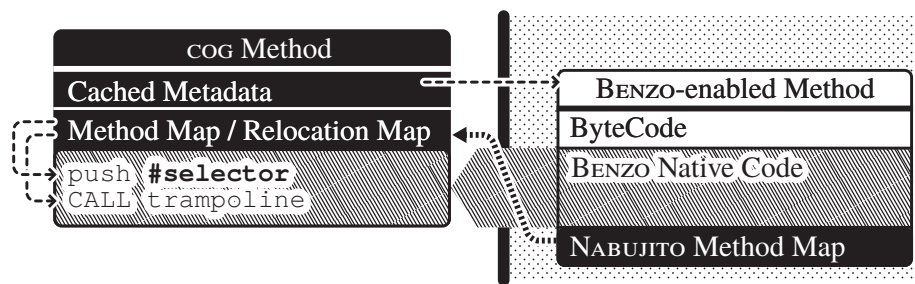 COG Method
Cached Metadata
Method Map / Relocation Map
push #selector
CALL trampoline
BENZO-enabled Method
ByteCode
BENZO Native Code
NABUJITO Method Map